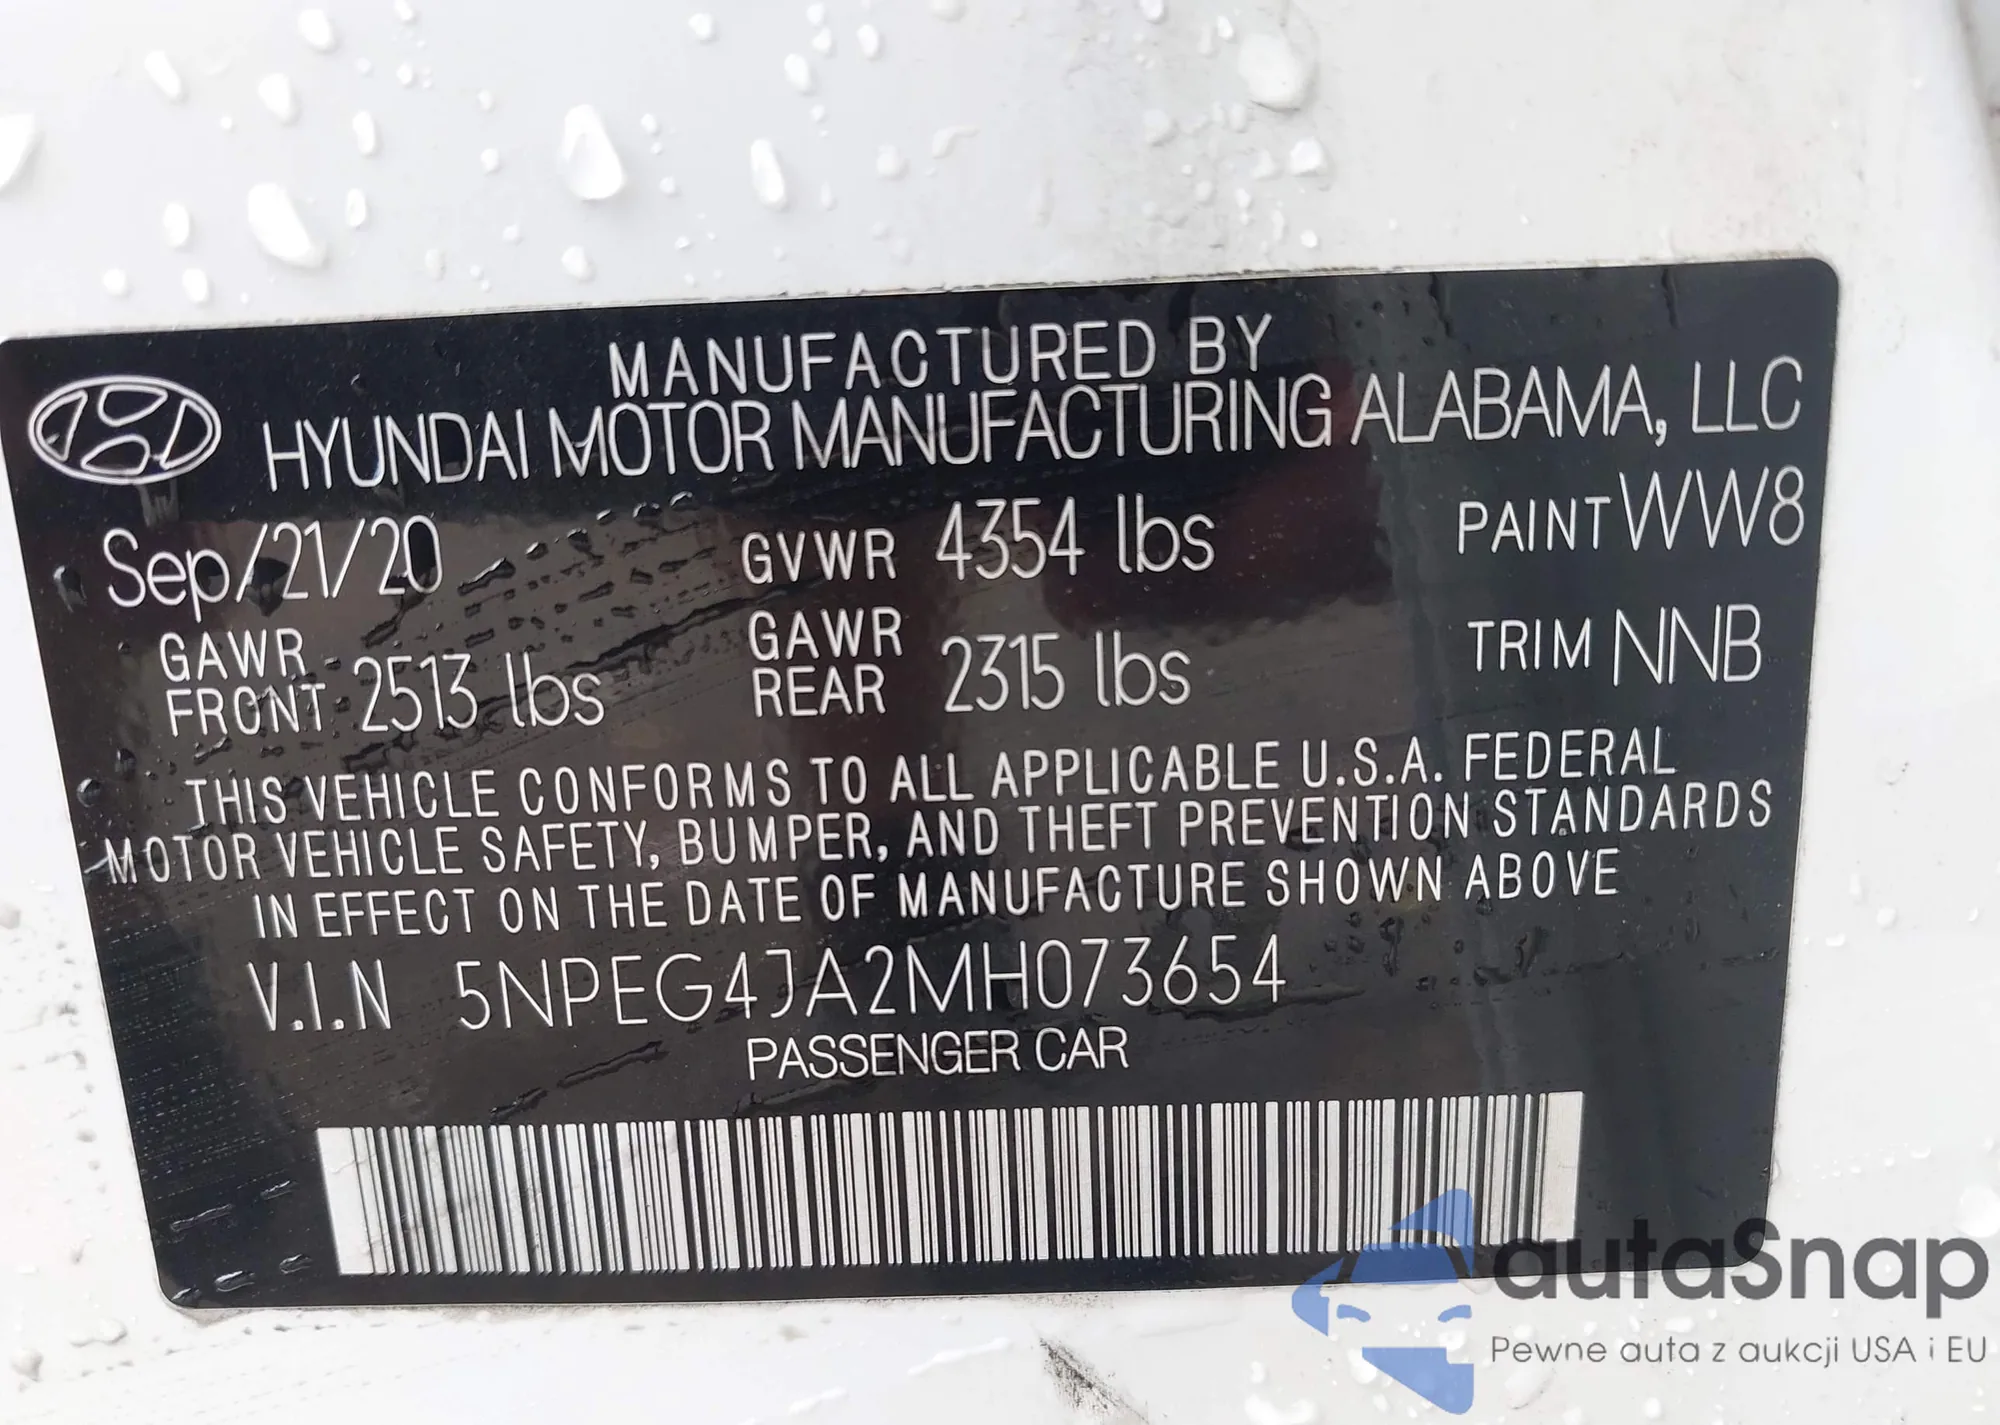 MANUFACTURED BY
HYUNDAI MOTOR MANUFACTURING ALABAMA, LLC
Sep/21/20 GVWR 4354 lbs PAINT WW8
GAWR FRONT 2513 lbs GAWR REAR 2315 lbs TRIM NNB
THIS VEHICLE CONFORMS TO ALL APPLICABLE U.S.A. FEDERAL
MOTOR VEHICLE SAFETY, BUMPER, AND THEFT PREVENTION STANDARDS
IN EFFECT ON THE DATE OF MANUFACTURE SHOWN ABOVE
V.I.N 5NPEG4JA2MH073654
PASSENGER CAR
autaSnap
Pewne auta z aukcji USA i EU